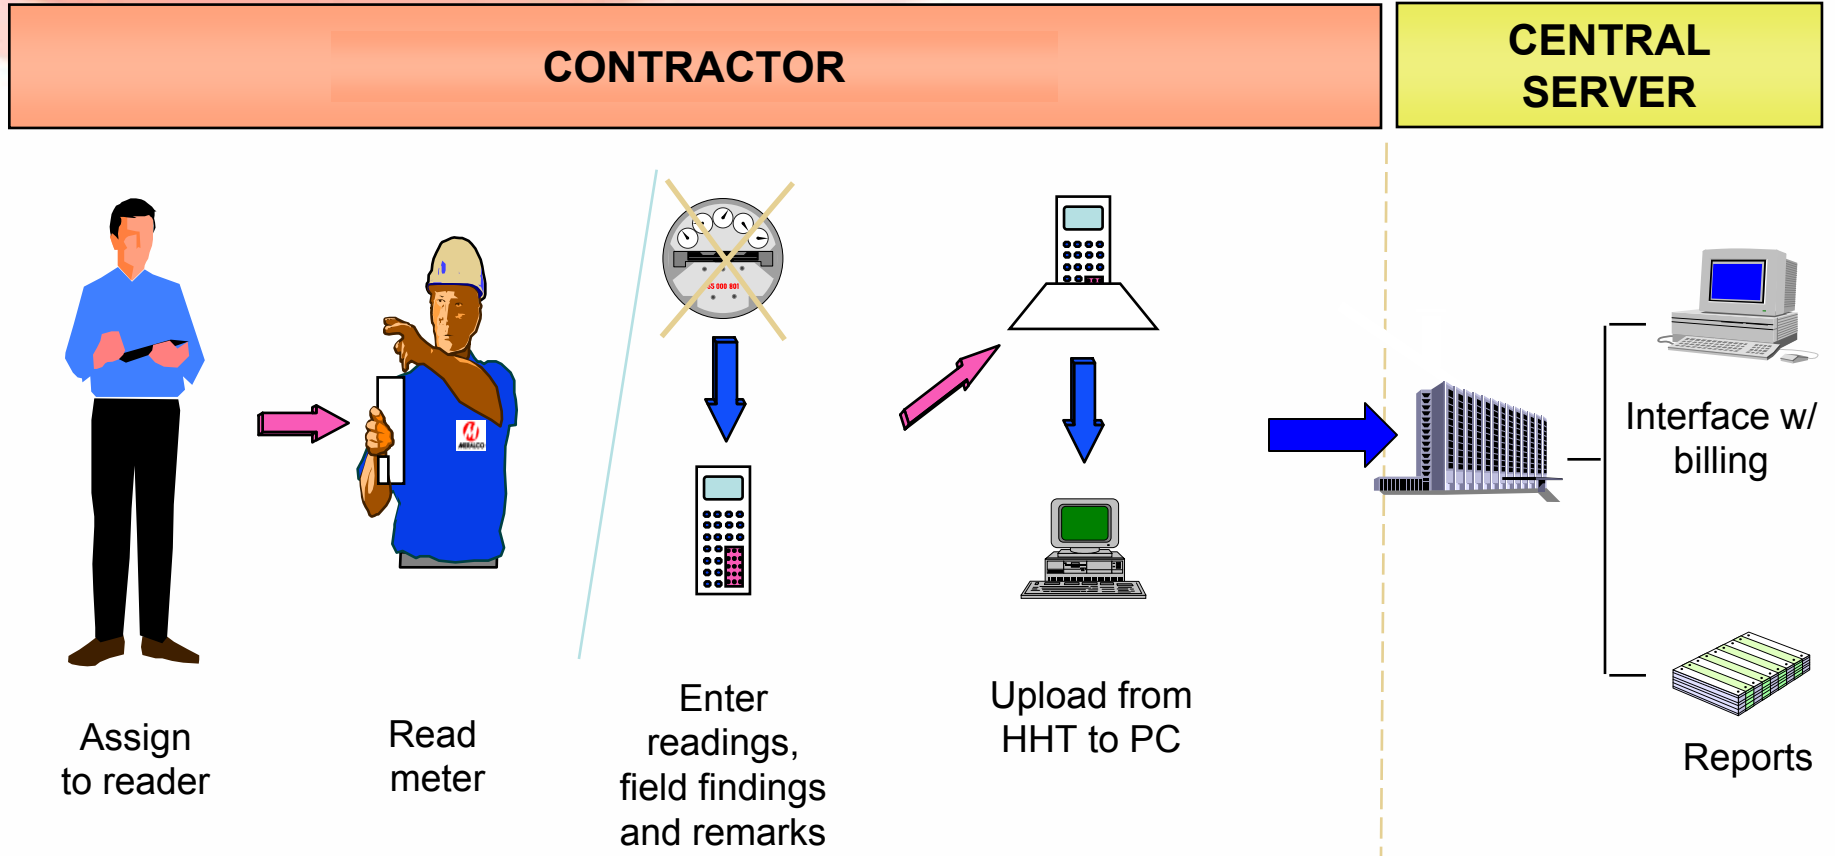 CONTRACTOR
CENTRAL
SERVER
MERALCO
Assign
to reader
Read
meter
Enter
readings,
field findings
and remarks
Upload from
HHT to PC
Interface w/
billing
Reports